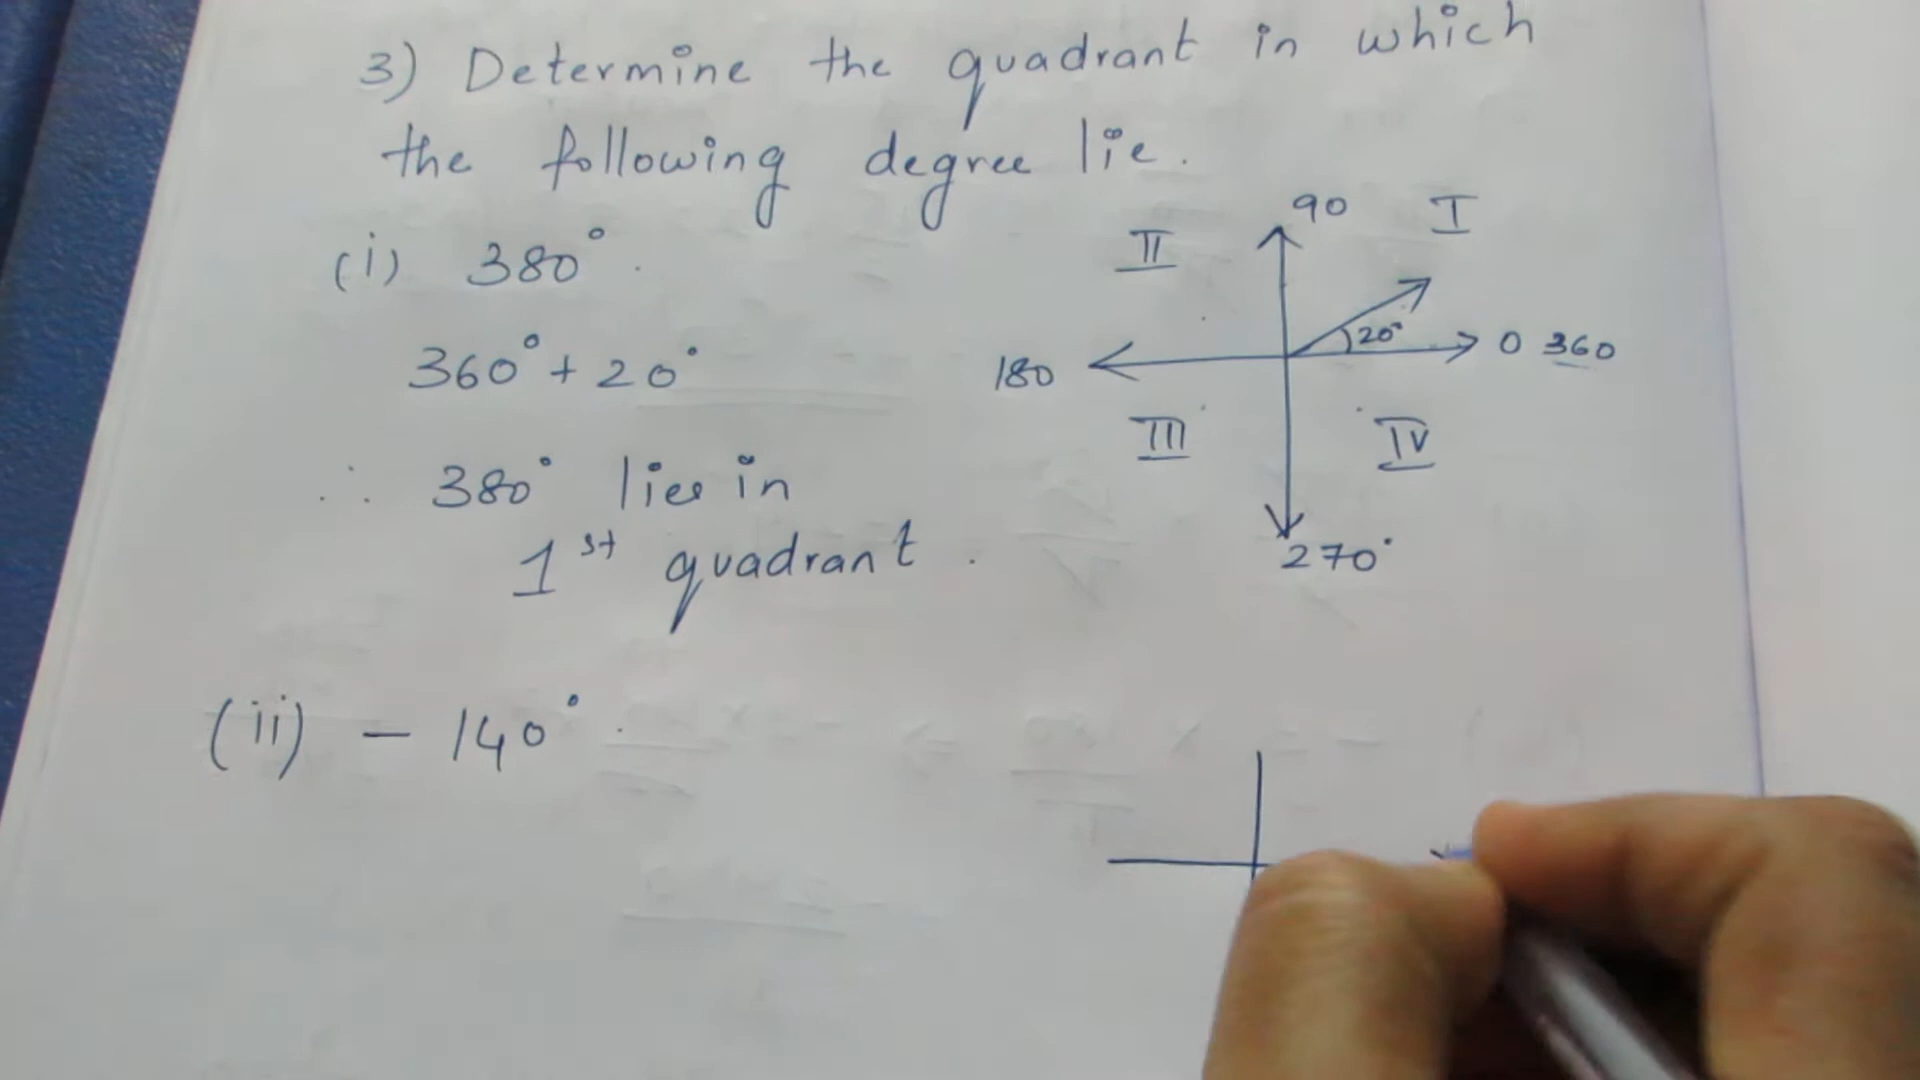 3) Determine the quadrant in which
the following degree lie.
(i) 380°.
360° + 20°
∴ 380° lies in
1st quadrant.
90 I
II
20°
0 360
180
III
IV
270°
(ii) - 140°.